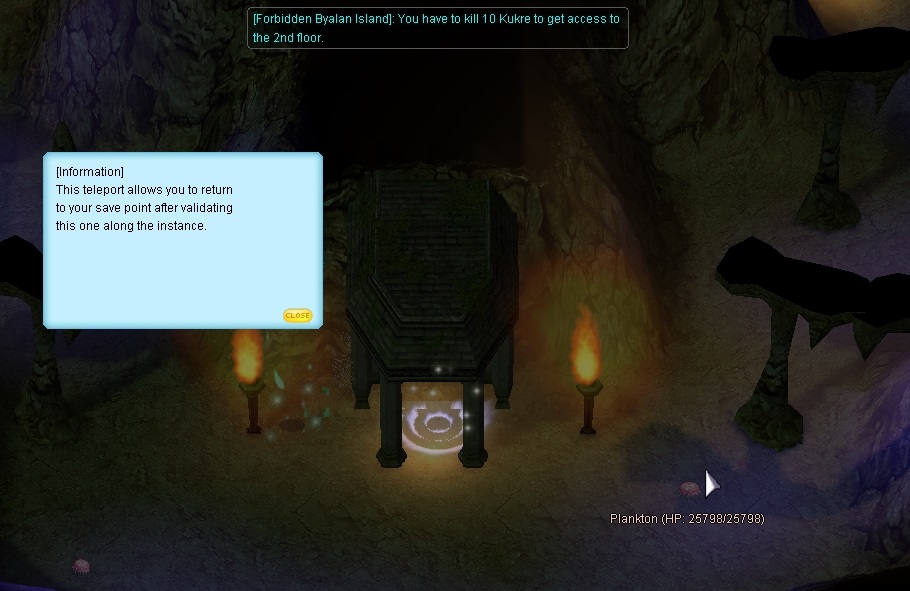 [Forbidden Byalan Island]: You have to kill 10 Kukre to get access to
the 2nd floor.
[Information]
This teleport allows you to return
to your save point after validating
this one along the instance.
CLOSE
Plankton (HP: 25798/25798)